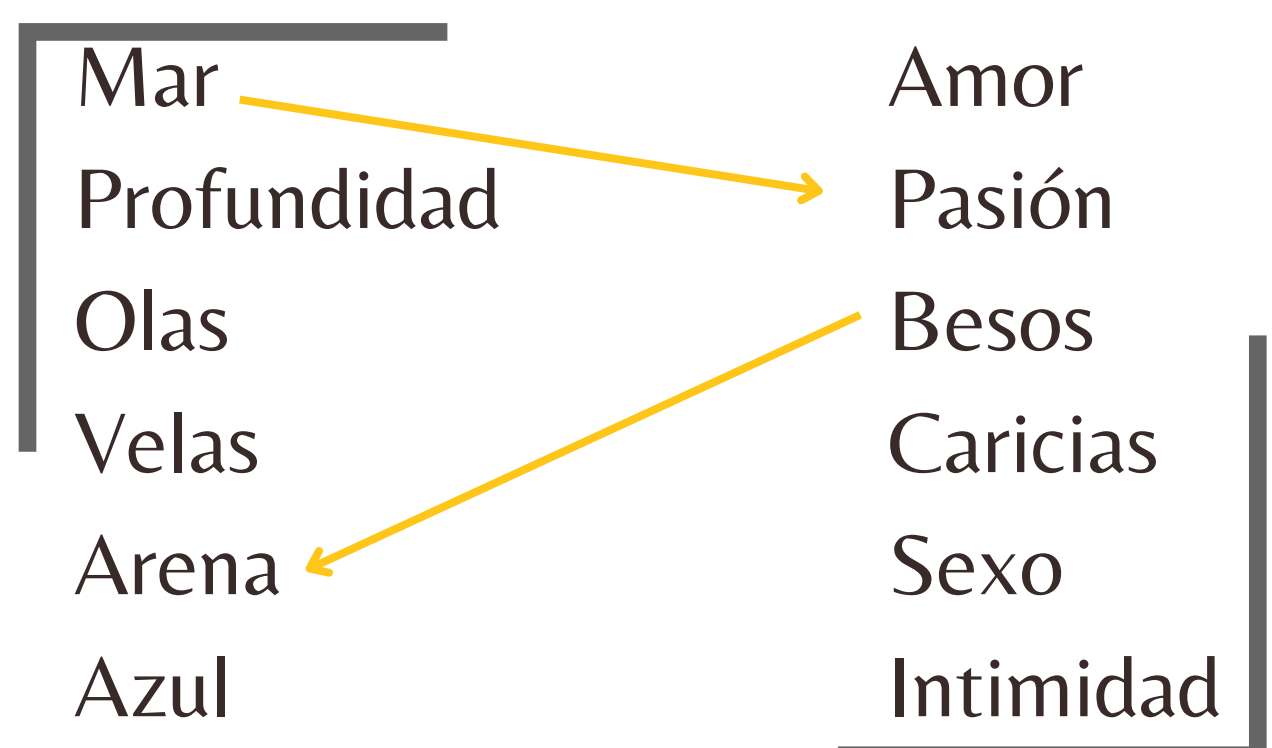 Mar
Profundidad
Olas
Velas
Arena
Azul
Amor
Pasión
Besos
Caricias
Sexo
Intimidad